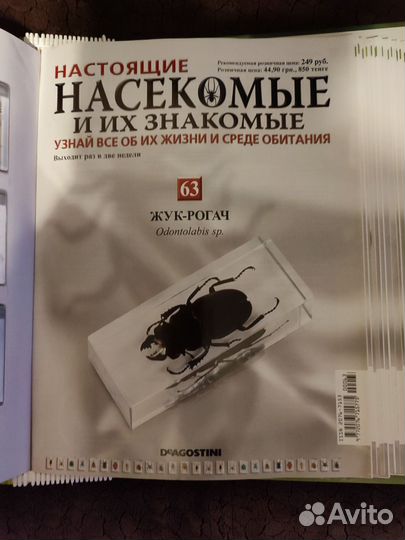 Рекомендуемая розничная цена: 249 руб.
Розничная цена: 44,90 грн., 850 тенге
НАСТОЯЩИЕ
НАСЕКОМЫЕ
И ИХ ЗНАКОМЫЕ
УЗНАЙ ВСЕ ОБ ИХ ЖИЗНИ И СРЕДЕ ОБИТАНИЯ
Выходит раз в две недели
63
ЖУК-РОГАЧ
Odontolabis sp.
DEAGOSTINI
Avito